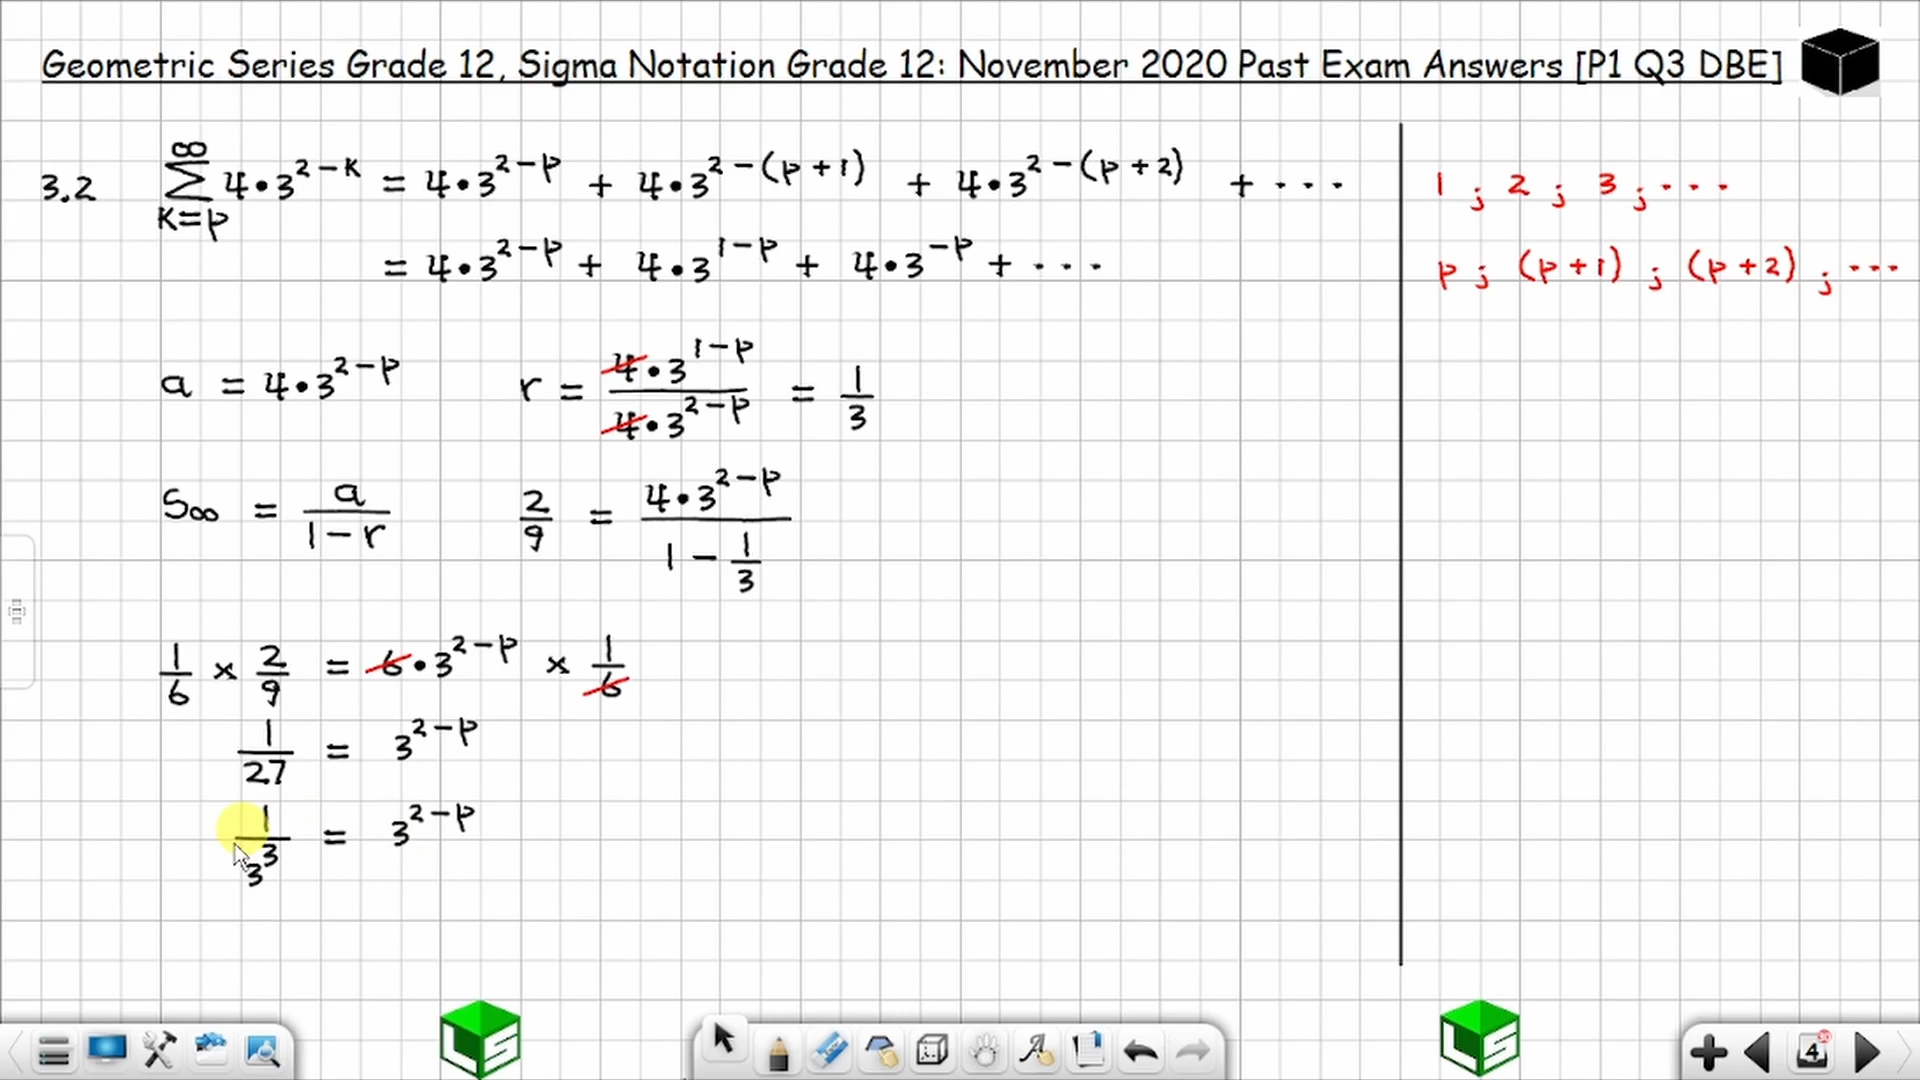 Geometric Series Grade 12, Sigma Notation Grade 12: November 2020 Past Exam Answers [P1 Q3 DBE]
3.2 ∞ Σ k=p 4·3^(2-k) = 4·3^(2-p) + 4·3^(2-(p+1)) + 4·3^(2-(p+2)) + ···
= 4·3^(2-p) + 4·3^(1-p) + 4·3^(-p) + ···
1 ; 2 ; 3 ; ···
p ; (p+1) ; (p+2) ; ···
a = 4·3^(2-p) r = 4·3^(1-p) / 4·3^(2-p) = 1/3
S∞ = a / 1-r 2/9 = 4·3^(2-p) / 1 - 1/3
1/6 × 2/9 = 6·3^(2-p) × 1/6
1/27 = 3^(2-p)
1/3^3 = 3^(2-p)
LS
LS
4
30